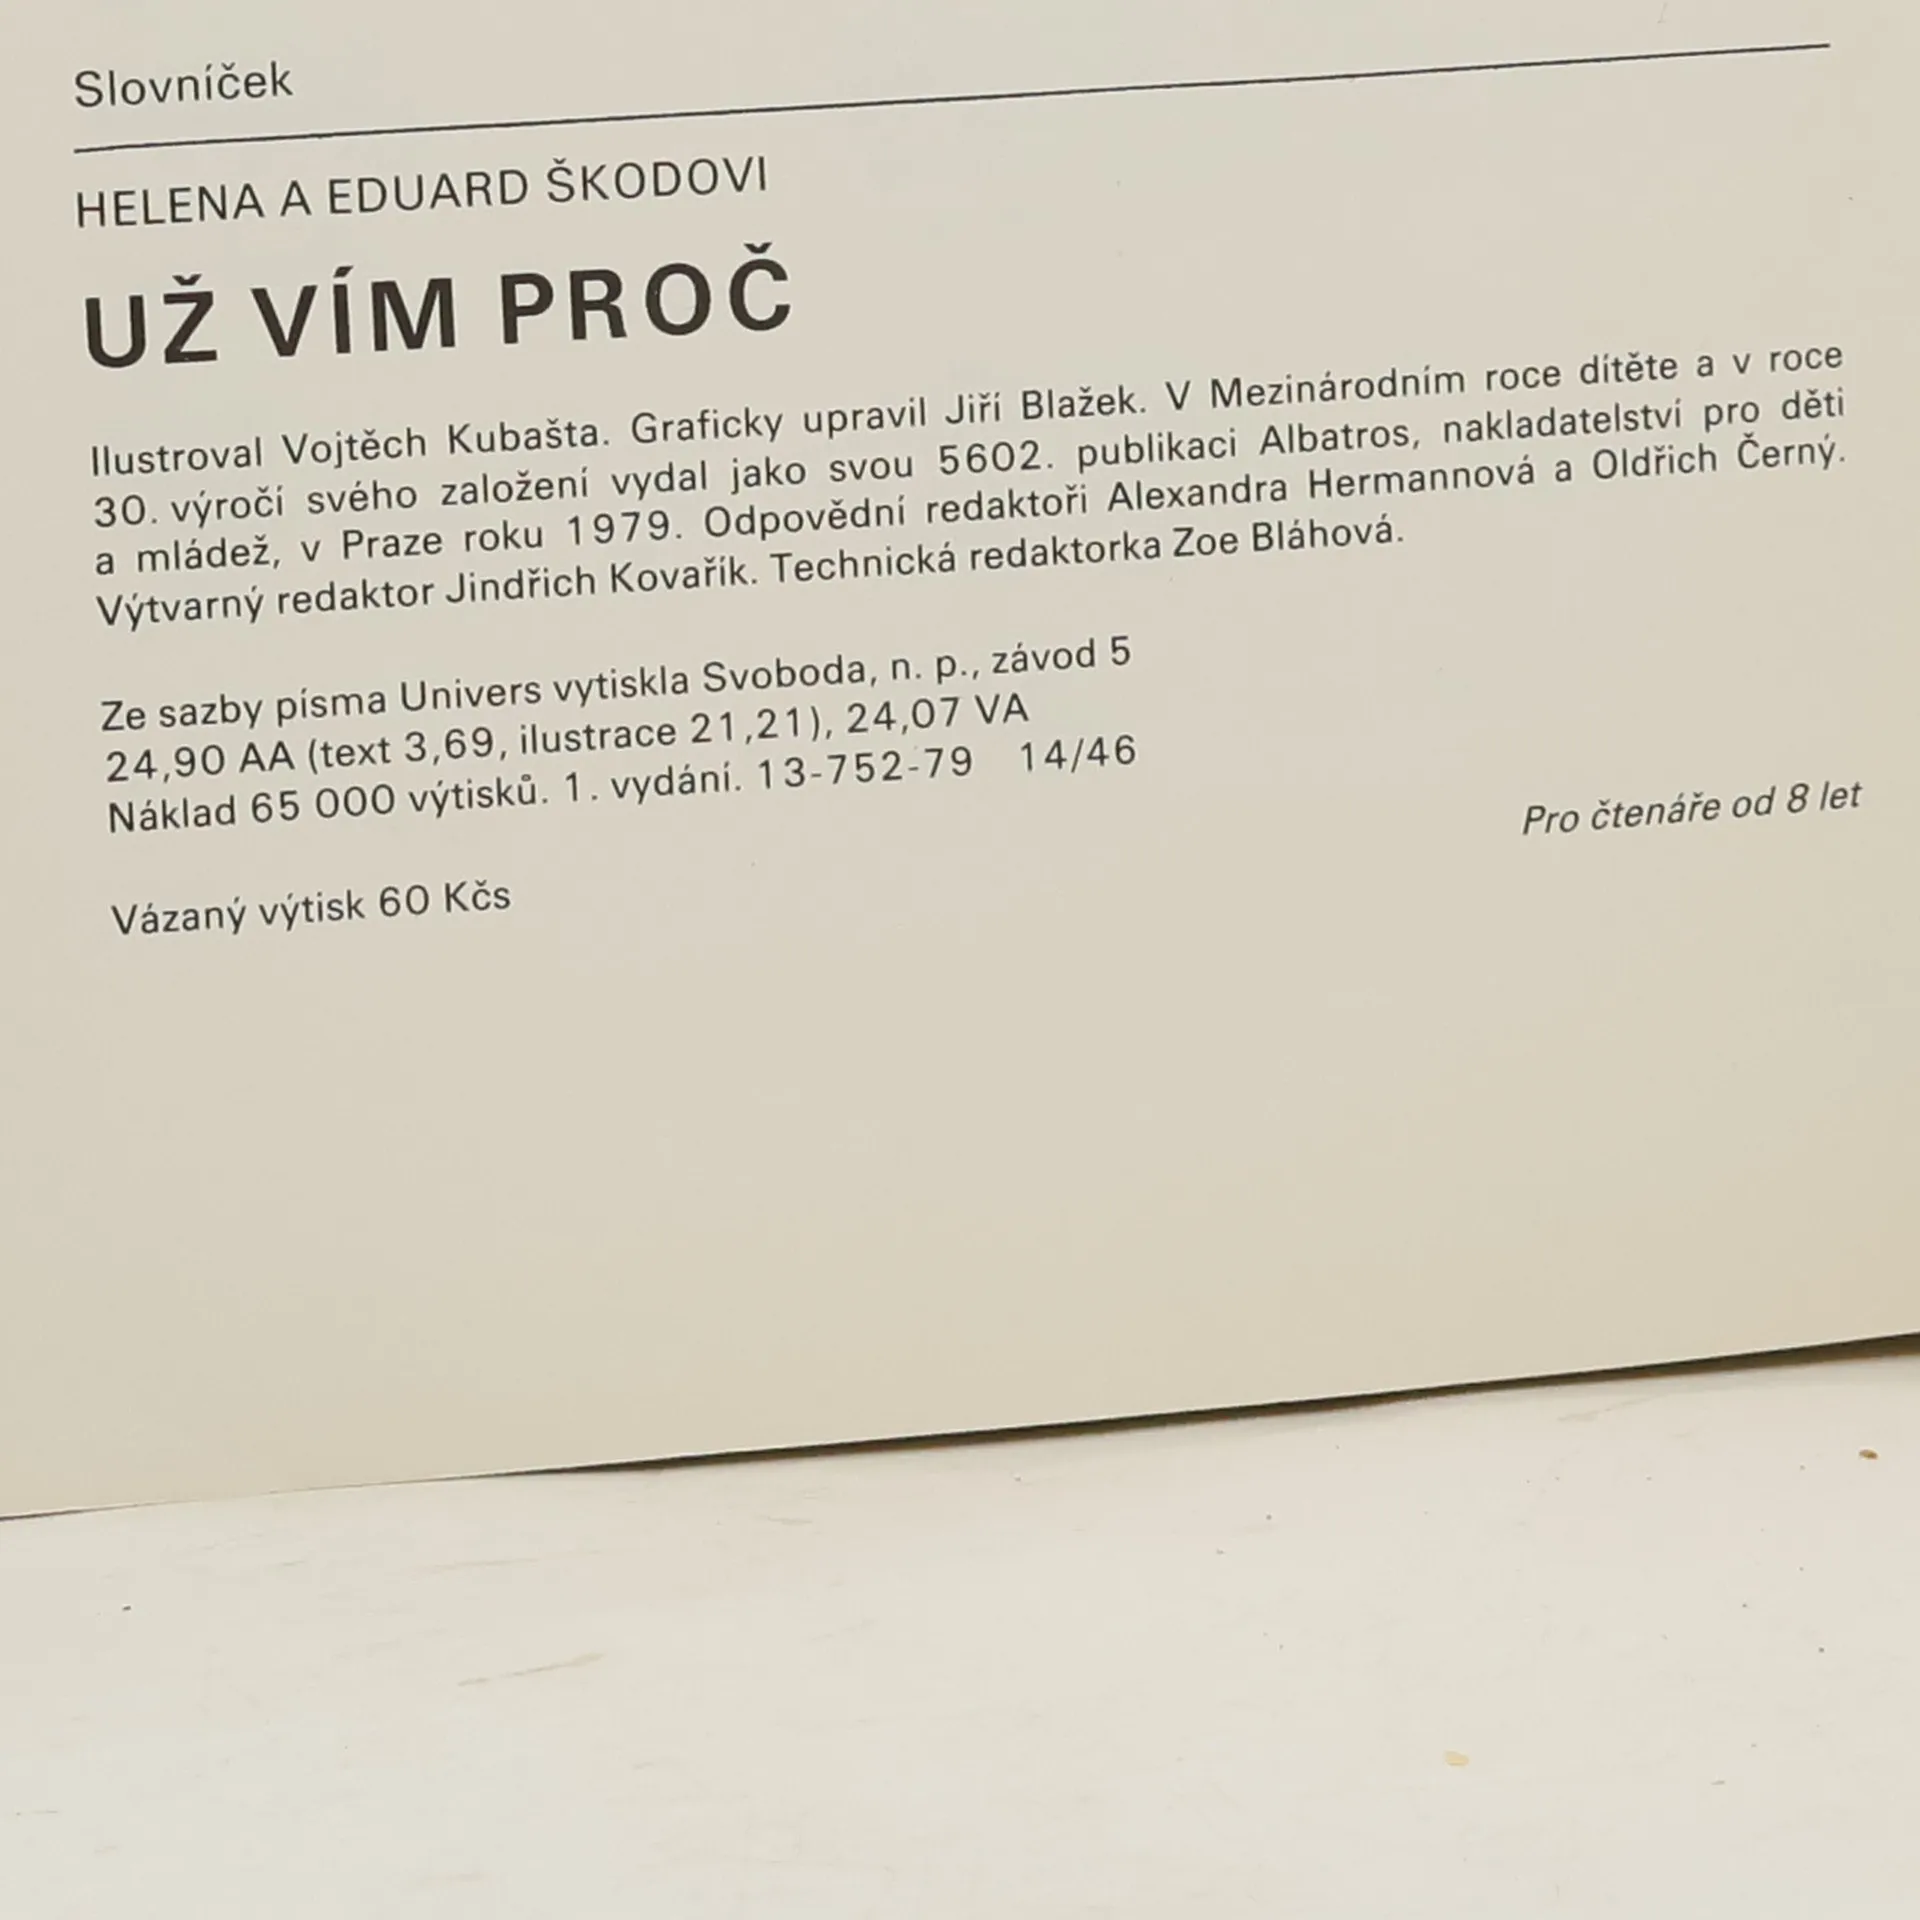 Slovníček
HELENA A EDUARD ŠKODOVI
UŽ VÍM PROČ
Ilustroval Vojtěch Kubašta. Graficky upravil Jiří Blažek. V Mezinárodním roce dítěte a v roce
30. výročí svého založení vydal jako svou 5602. publikaci Albatros, nakladatelství pro děti
a mládež, v Praze roku 1979. Odpovědní redaktoři Alexandra Hermannová a Oldřich Černý.
Výtvarný redaktor Jindřich Kovařík. Technická redaktorka Zoe Bláhová.
Ze sazby písma Univers vytiskla Svoboda, n. p., závod 5
24,90 AA (text 3,69, ilustrace 21,21), 24,07 VA
Náklad 65 000 výtisků. 1. vydání. 13-752-79 14/46
Pro čtenáře od 8 let
Vázaný výtisk 60 Kčs